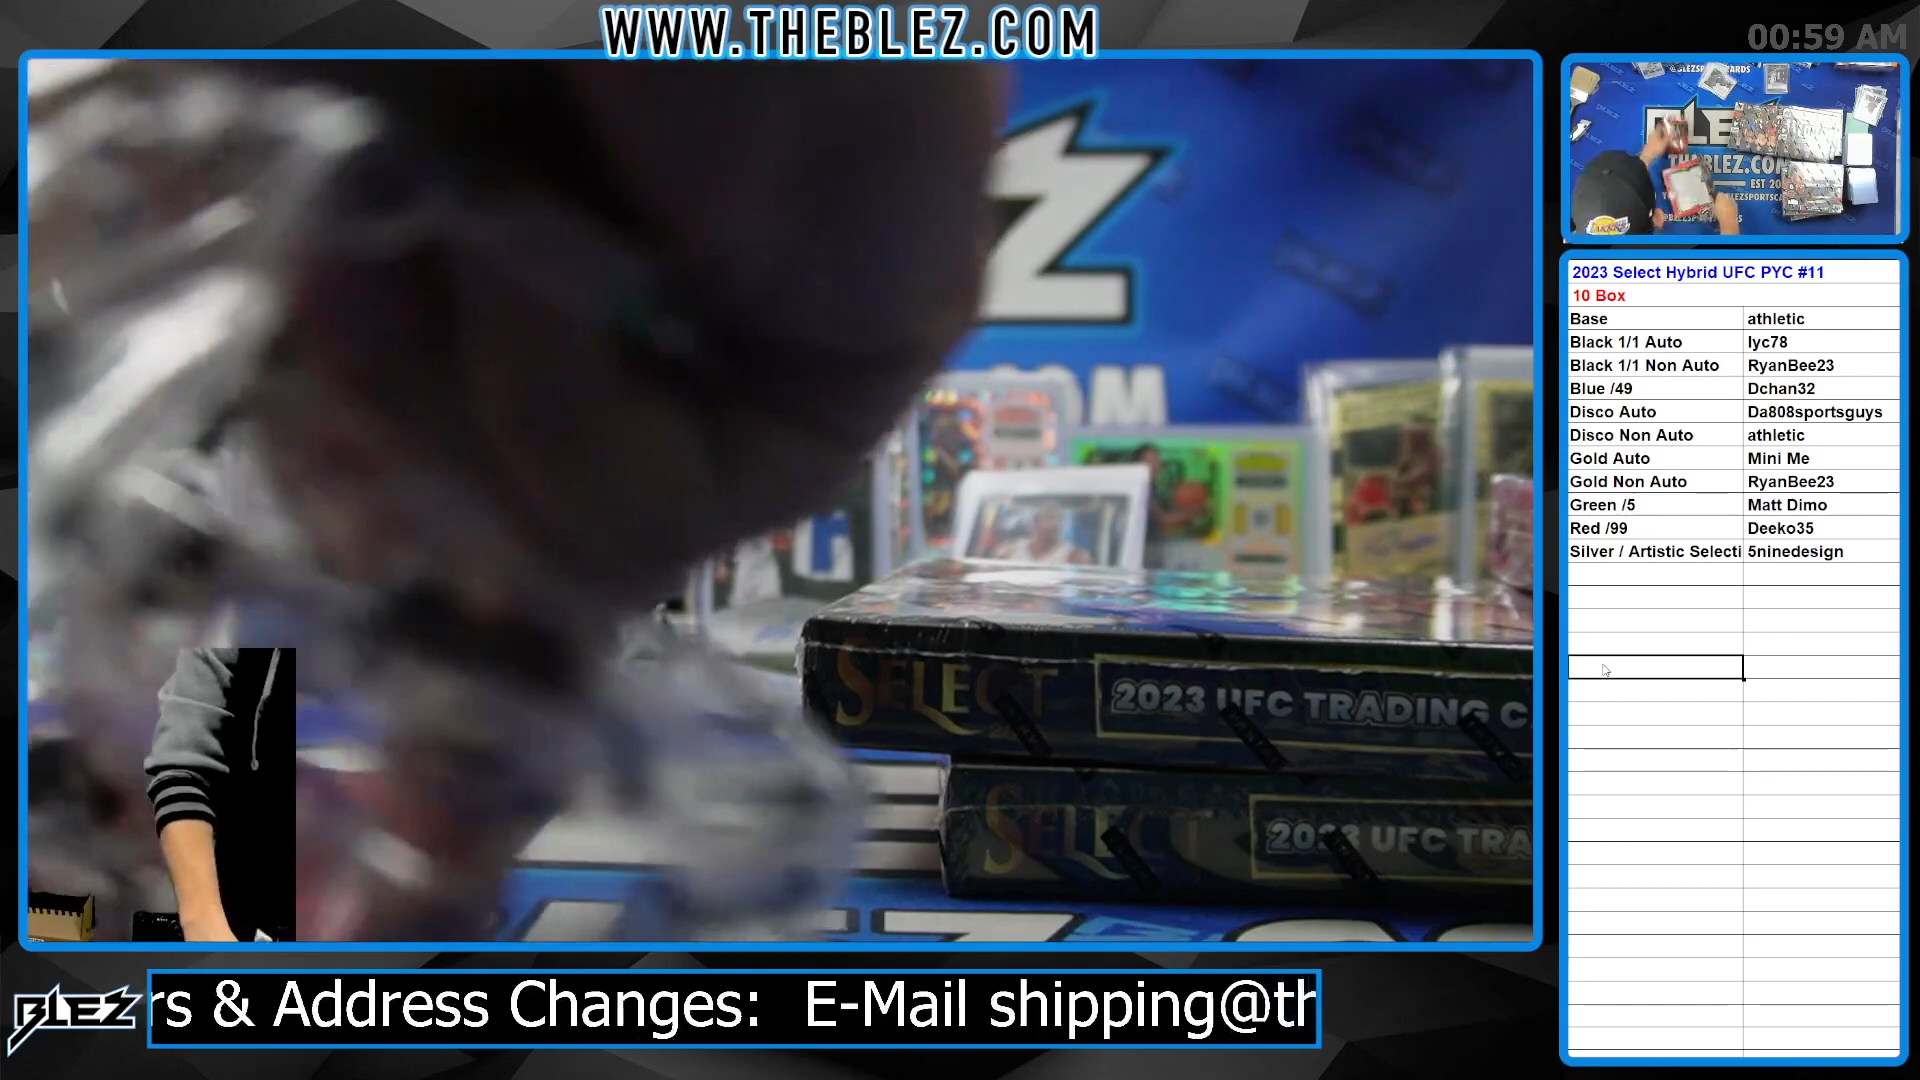 WWW.THEBLEZ.COM
00:59 AM
2023 Select Hybrid UFC PYC #11
10 Box
Base athletic
Black 1/1 Auto lyc78
Black 1/1 Non Auto RyanBee23
Blue /49 Dchan32
Disco Auto Da808sportsguys
Disco Non Auto athletic
Gold Auto Mini Me
Gold Non Auto RyanBee23
Green /5 Matt Dimo
Red /99 Deeko35
Silver / Artistic Selecti 5ninedesign
SELECT 2023 UFC TRADING C
SELECT 2023 UFC TRA
BLEZ
rs & Address Changes: E-Mail shipping@th